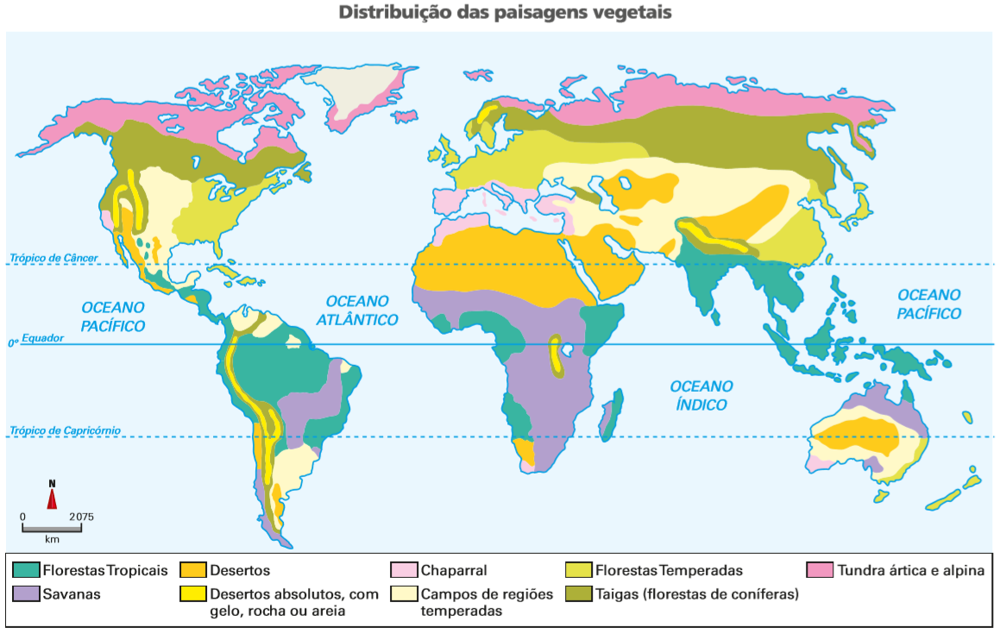 Distribuição das paisagens vegetais
Trópico de Câncer
OCEANO
PACÍFICO
OCEANO
ATLÂNTICO
OCEANO
PACÍFICO
0º Equador
OCEANO
ÍNDICO
Trópico de Capricórnio
N
0 2075
km
Florestas Tropicais
Desertos
Chaparral
Florestas Temperadas
Tundra ártica e alpina
Savanas
Desertos absolutos, com
gelo, rocha ou areia
Campos de regiões
temperadas
Taigas (florestas de coníferas)